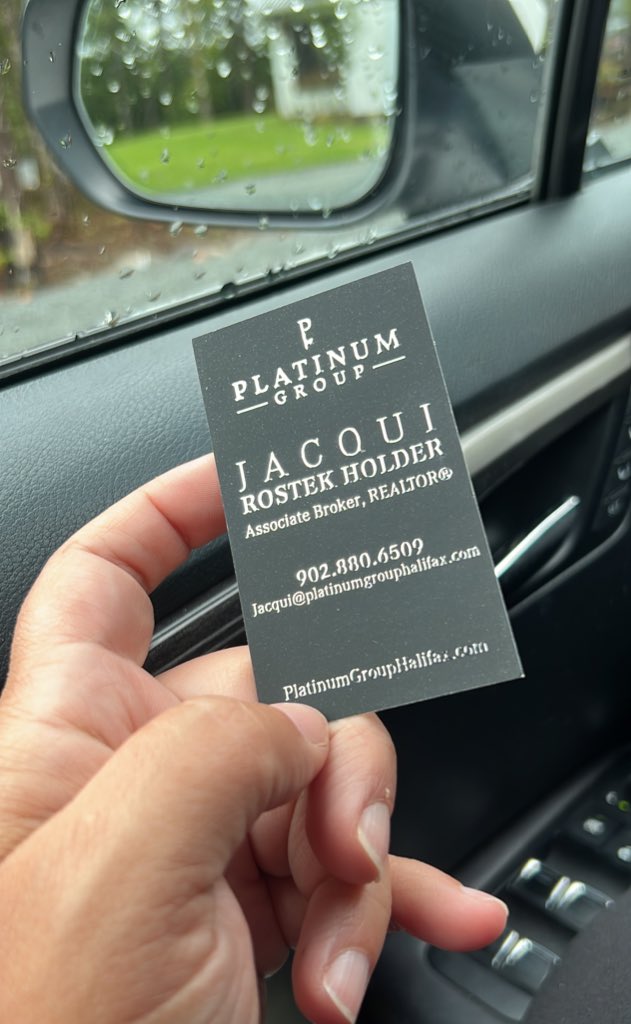 PLATINUM
GROUP
JACQUI
ROSTEK HOLDER
Associate Broker, REALTOR®
902.880.6509
Jacqui@platinumgrouphalifax.com
PlatinumGroupHalifax.com